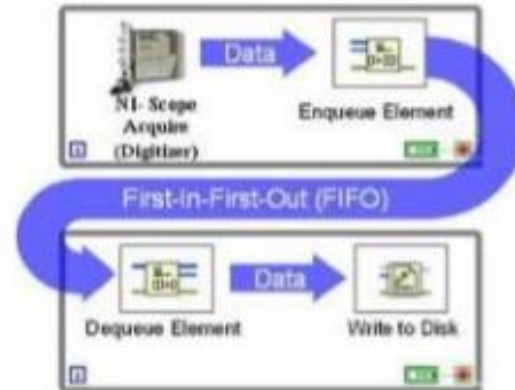 Data
NI- Scope
Acquire
(Digitizer)
Enqueue Element
First-In-First-Out (FIFO)
Data
Dequeue Element
Write to Disk